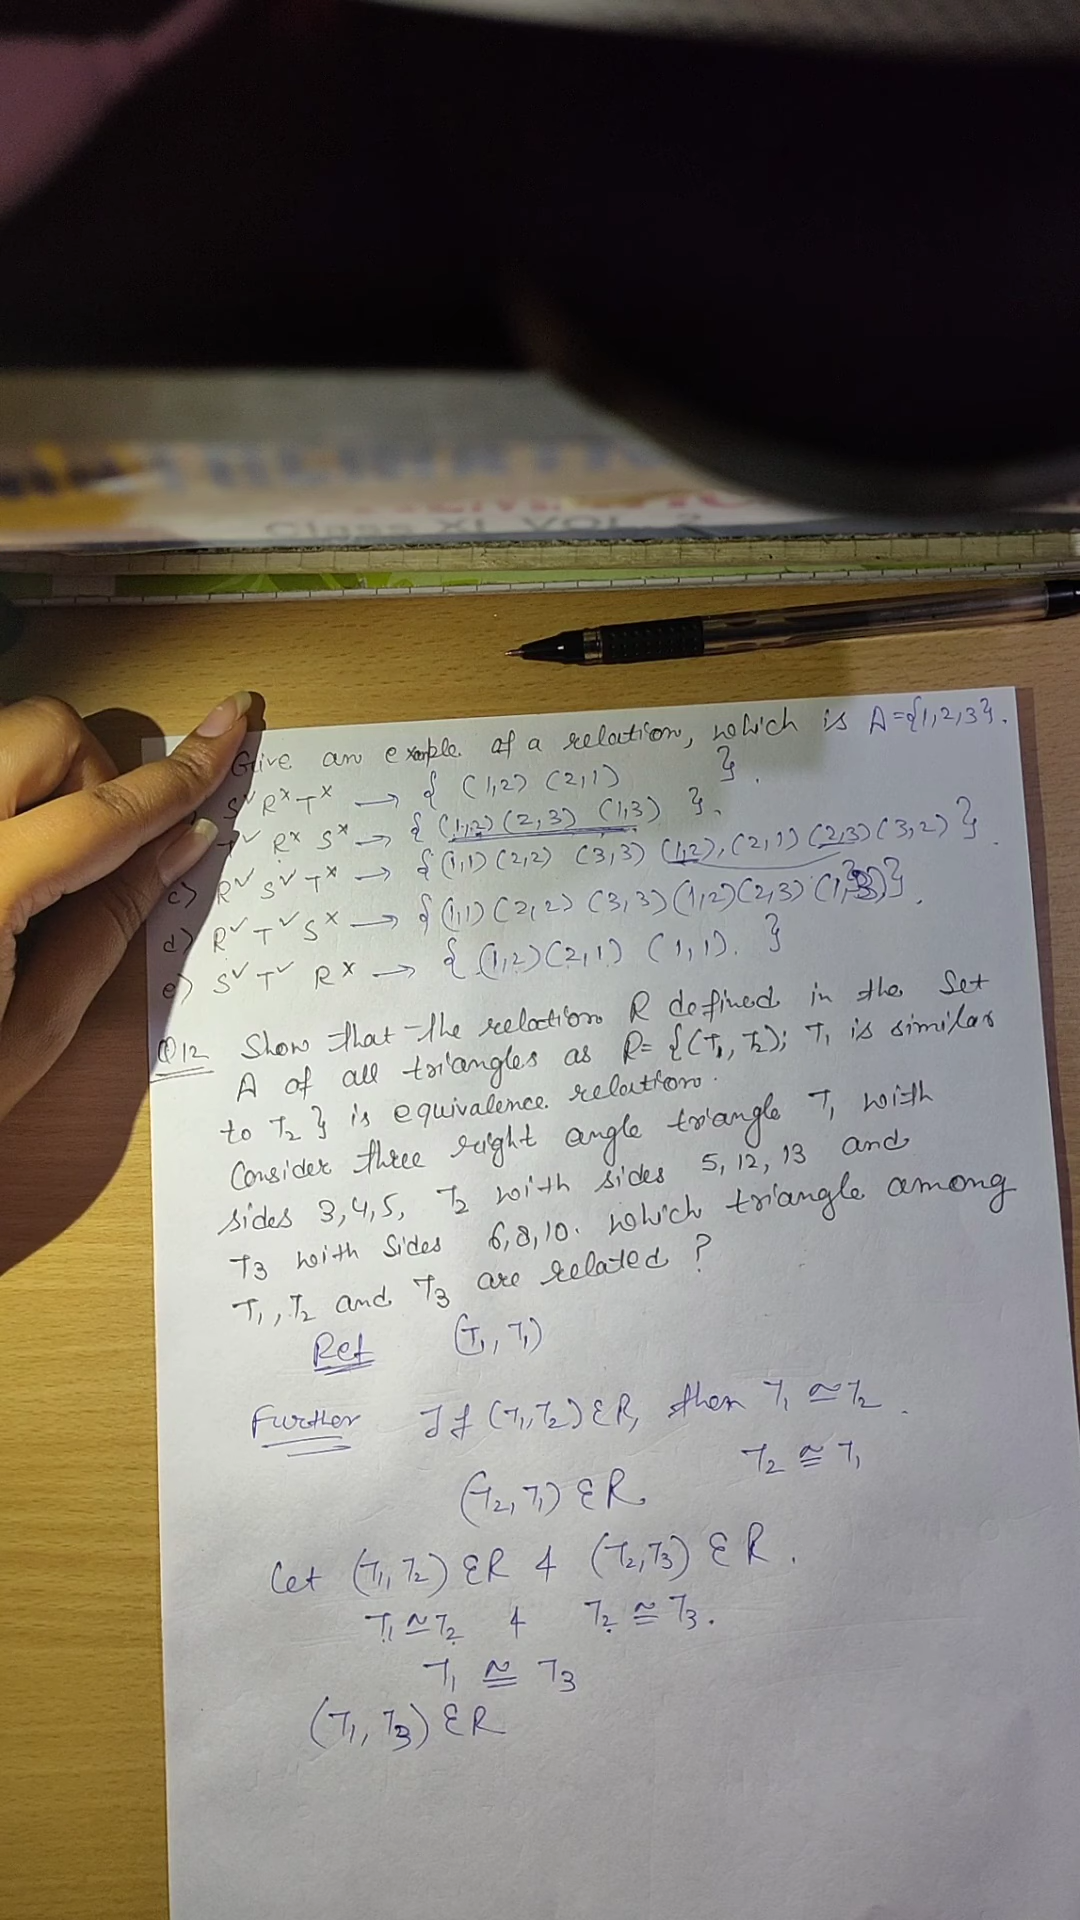 Class XI VOL
Give an example of a relation, which is A={1,2,3}.
S✓ R× T× → { (1,2) (2,1) }.
T✓ R× S× → { (1,2) (2,3) (1,3) }.
c) R✓ S✓ T× → { (1,1) (2,2) (3,3) (1,2), (2,1) (2,3) (3,2) }
d) R✓ T✓ S× → { (1,1) (2,2) (3,3) (1,2) (2,3) (1,3) }.
e) S✓ T✓ R× → { (1,2) (2,1) (1,1). }
Q12 Show that the relation R defined in the set
A of all triangles as R= {(T1, T2); T1 is similar
to T2 } is equivalence relation.
Consider three right angle triangle T1 with
sides 3,4,5, T2 with sides 5, 12, 13 and
T3 with sides 6,8,10. which triangle among
T1, T2 and T3 are related ?
Ref (T1, T1)
Further If (T1,T2) ∈ R, then T1 ≅ T2.
T2 ≅ T1
(T2, T1) ∈ R.
Let (T1, T2) ∈ R & (T2,T3) ∈ R.
T1 ≅ T2 & T2 ≅ T3.
T1 ≅ T3
(T1, T3) ∈ R